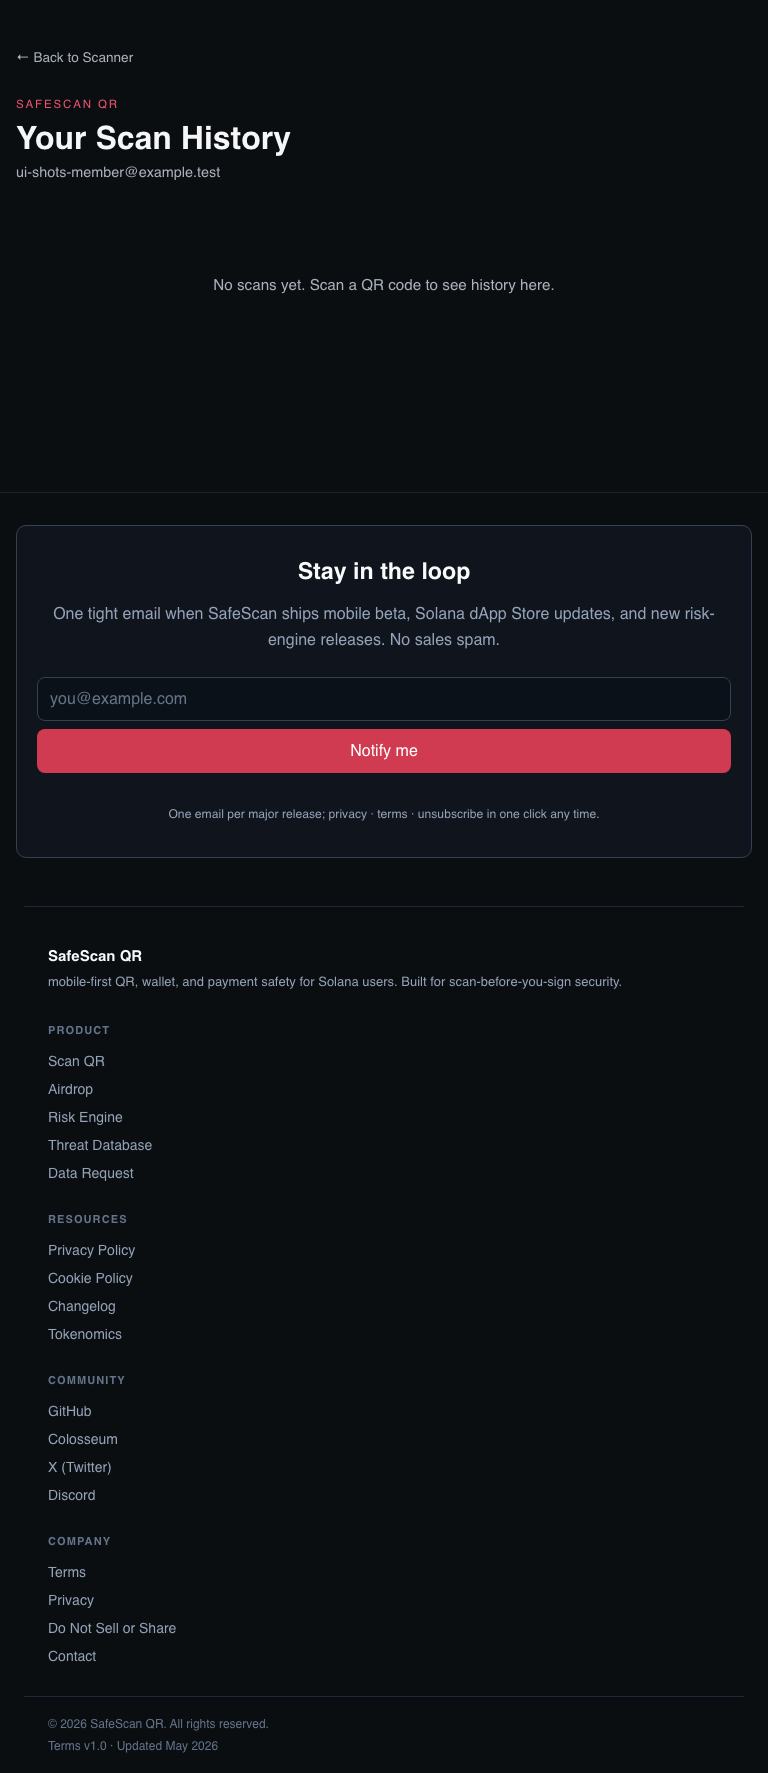 ← Back to Scanner
SAFESCAN QR
Your Scan History
ui-shots-member@example.test
No scans yet. Scan a QR code to see history here.
Stay in the loop
One tight email when SafeScan ships mobile beta, Solana dApp Store updates, and new risk-
engine releases. No sales spam.
you@example.com
Notify me
One email per major release; privacy · terms · unsubscribe in one click any time.
SafeScan QR
mobile-first QR, wallet, and payment safety for Solana users. Built for scan-before-you-sign security.
PRODUCT
Scan QR
Airdrop
Risk Engine
Threat Database
Data Request
RESOURCES
Privacy Policy
Cookie Policy
Changelog
Tokenomics
COMMUNITY
GitHub
Colosseum
X (Twitter)
Discord
COMPANY
Terms
Privacy
Do Not Sell or Share
Contact
© 2026 SafeScan QR. All rights reserved.
Terms v1.0 · Updated May 2026